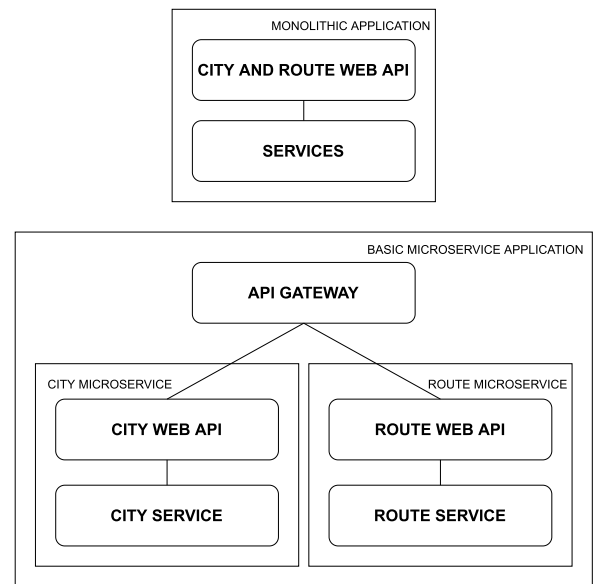 MONOLITHIC APPLICATION
CITY AND ROUTE WEB API
SERVICES
BASIC MICROSERVICE APPLICATION
API GATEWAY
CITY MICROSERVICE
ROUTE MICROSERVICE
CITY WEB API
ROUTE WEB API
CITY SERVICE
ROUTE SERVICE